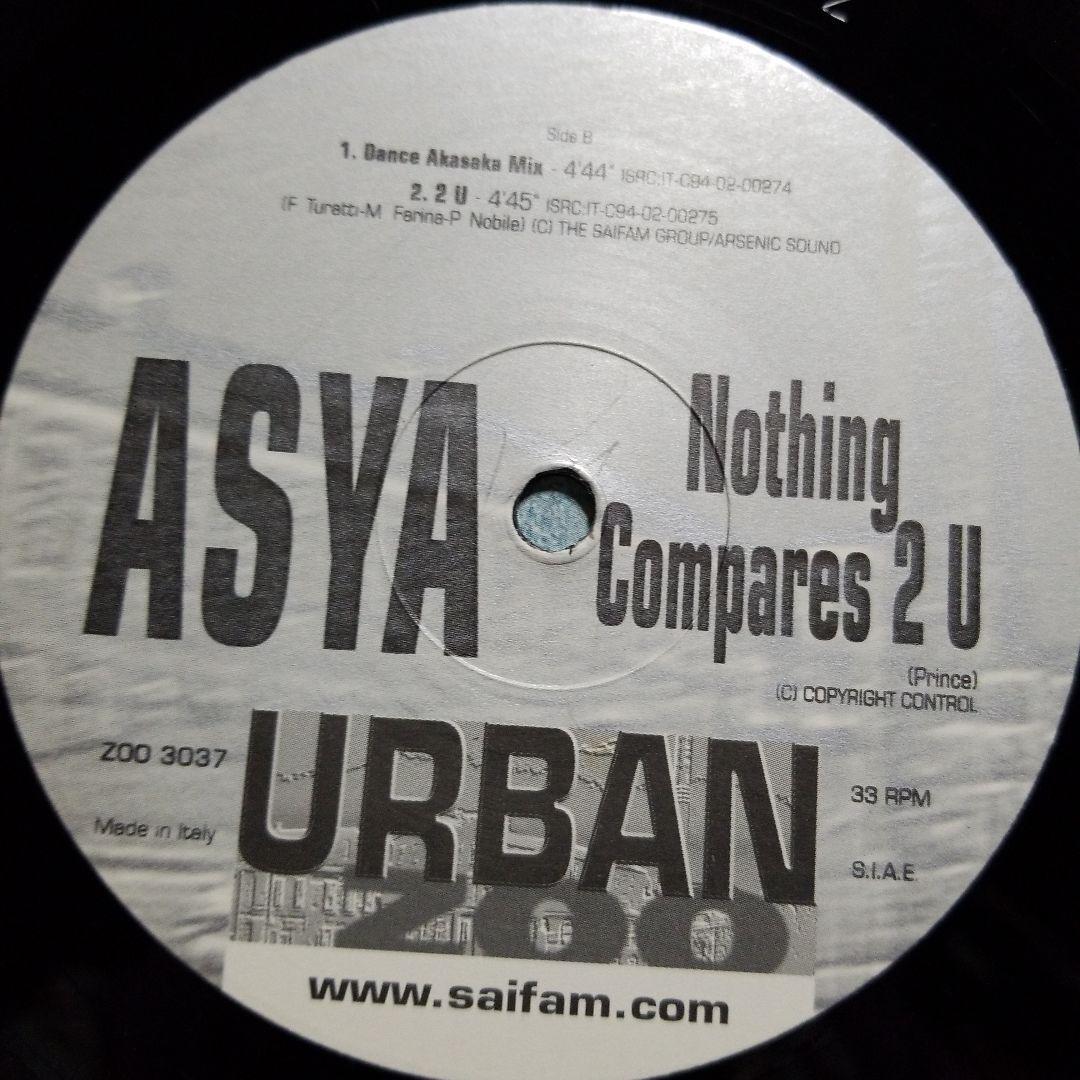 Side B
1. Dance Akasaka Mix - 4'44" ISRC:IT-C94-02-00274
2. 2 U - 4'45" ISRC:IT-C94-02-00275
(F Turatti-M Farina-P Nobile) (C) THE SAIFAM GROUP/ARSENIC SOUND
ASYA
Nothing
Compares 2 U
(Prince)
(C) COPYRIGHT CONTROL
ZOO 3037
Made in Italy
URBAN
ZOO
33 RPM
S.I.A.E.
www.saifam.com